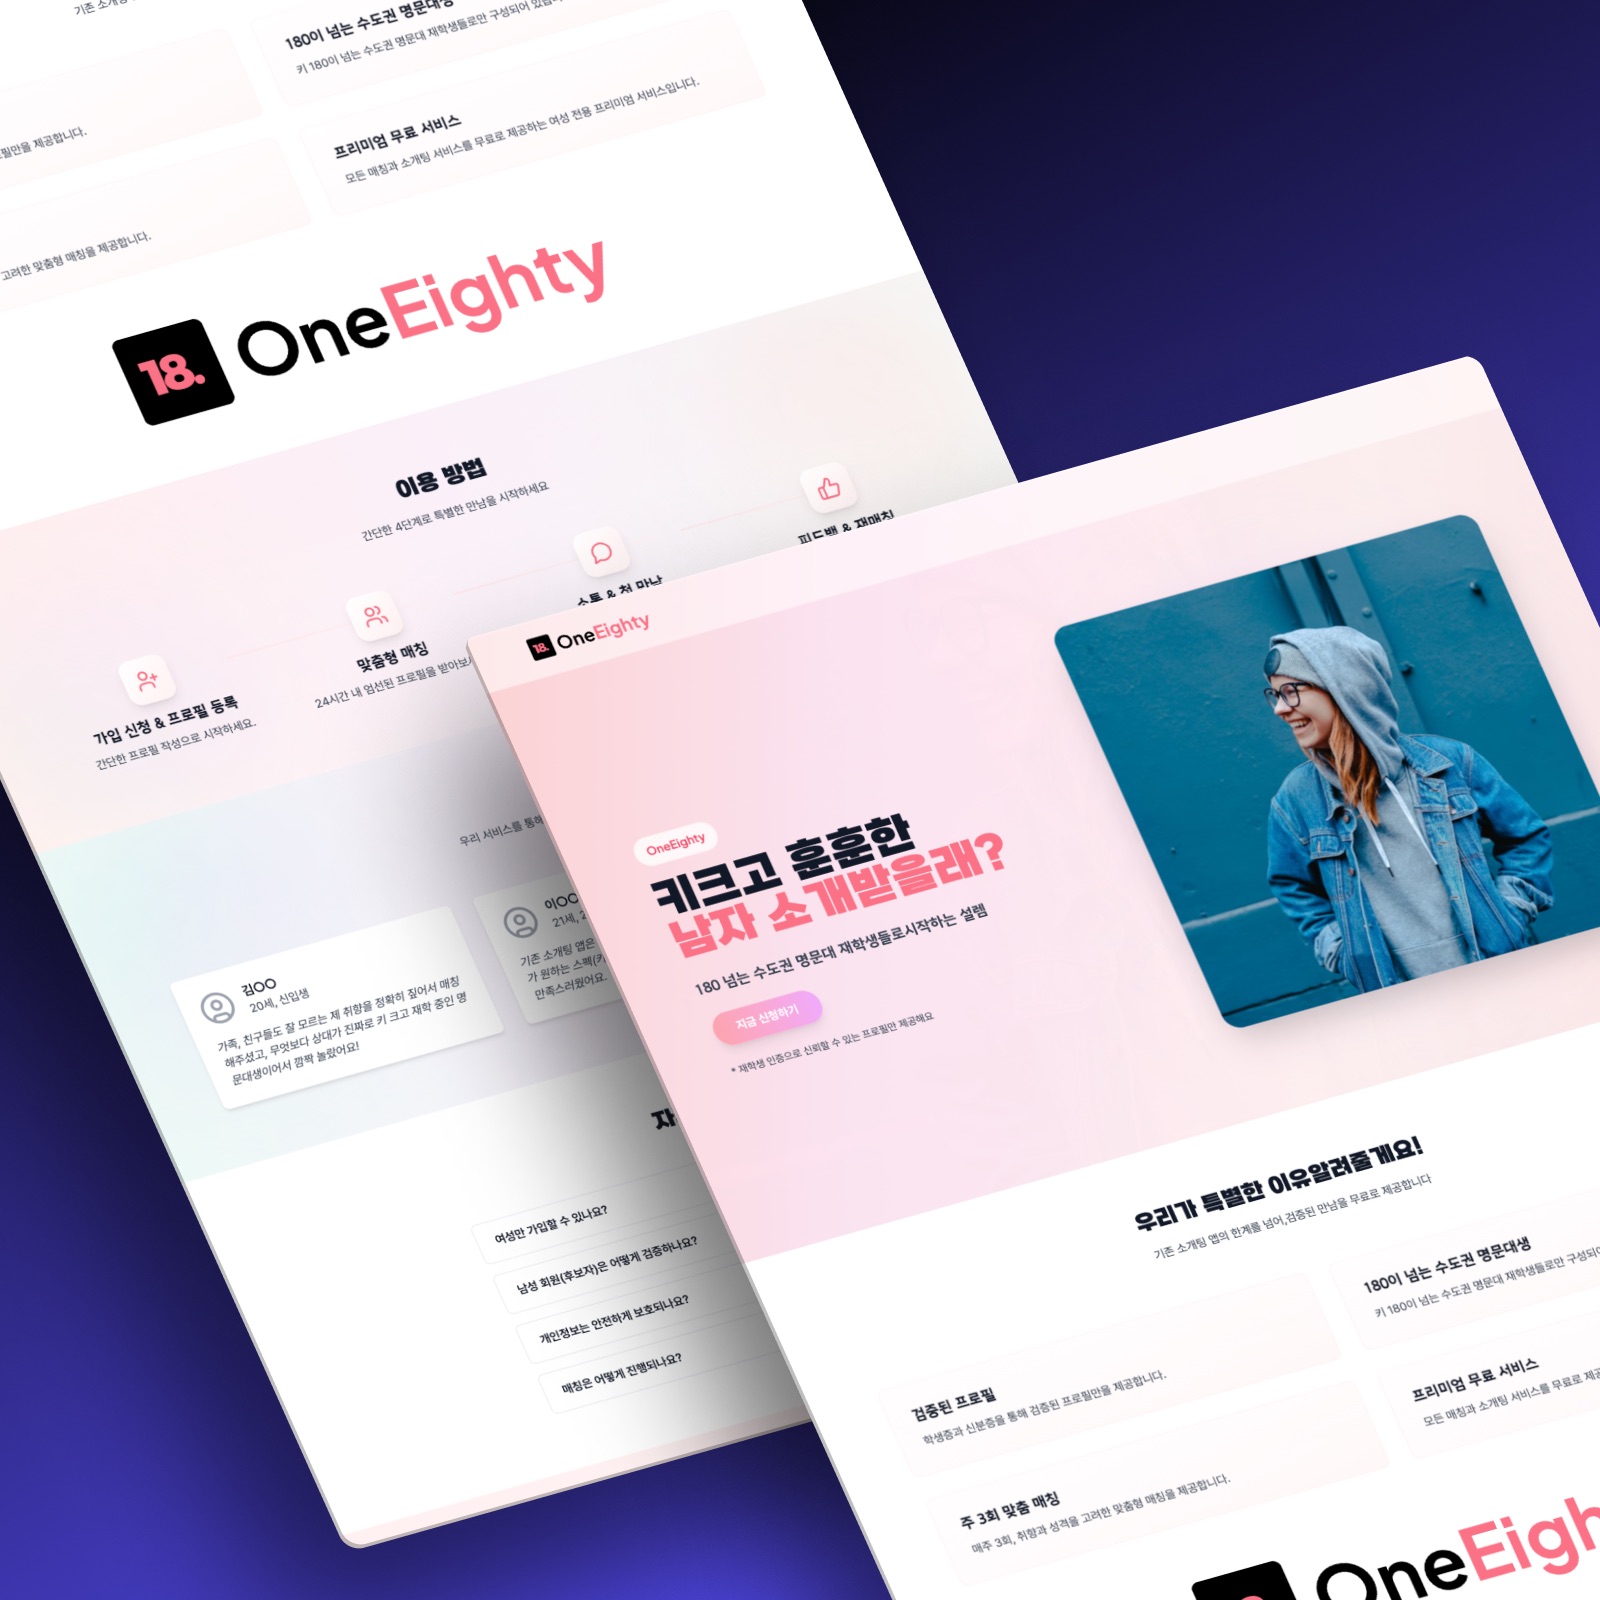 기존 소개팅
180이 넘는 수도권 명문대생
키 180이 넘는 수도권 명문대 재학생들로만 구성되어
제공합니다.
프리미엄 무료 서비스
모든 매칭과 소개팅 서비스를 무료로 제공하는 여성 전용 프리미엄 서비스입니다.
고려한 맞춤형 매칭을 제공합니다.
18. OneEighty
이용 방법
간단한 4단계로 특별한 만남을 시작하세요
가입 신청 & 프로필 등록
간단한 프로필 작성으로 시작하세요.
맞춤형 매칭
24시간 내 엄선된 프로필을 받아보
소통 & 첫 만남
피드백 & 재매칭
우리 서비스를 통해
김OO
20세, 신입생
가족, 친구들도 잘 모르는 제 취향을 정확히 짚어서 매칭
해주셨고, 무엇보다 상대가 진짜로 키 크고 재학 중인 명
문대생이어서 깜짝 놀랐어요!
이OO
21세,
기존 소개팅 앱은
가 원하는 스펙(키
만족스러웠어요.
자
여성만 가입할 수 있나요?
남성 회원(후보자)은 어떻게 검증하나요?
개인정보는 안전하게 보호되나요?
매칭은 어떻게 진행되나요?
18. OneEighty
OneEighty
키크고 훈훈한
남자 소개받을래?
180 넘는 수도권 명문대 재학생들로시작하는 설렘
지금 신청하기
* 재학생 인증으로 신뢰할 수 있는 프로필만 제공해요
우리가 특별한 이유알려줄게요!
기존 소개팅 앱의 한계를 넘어,검증된 만남을 무료로 제공합니다
검증된 프로필
학생증과 신분증을 통해 검증된 프로필만을 제공합니다.
180이 넘는 수도권 명문대생
키 180이 넘는 수도권 명문대 재학생들로만 구성되어
주 3회 맞춤 매칭
매주 3회, 취향과 성격을 고려한 맞춤형 매칭을 제공합니다.
프리미엄 무료 서비스
모든 매칭과 소개팅 서비스를 무료로
OneEigh